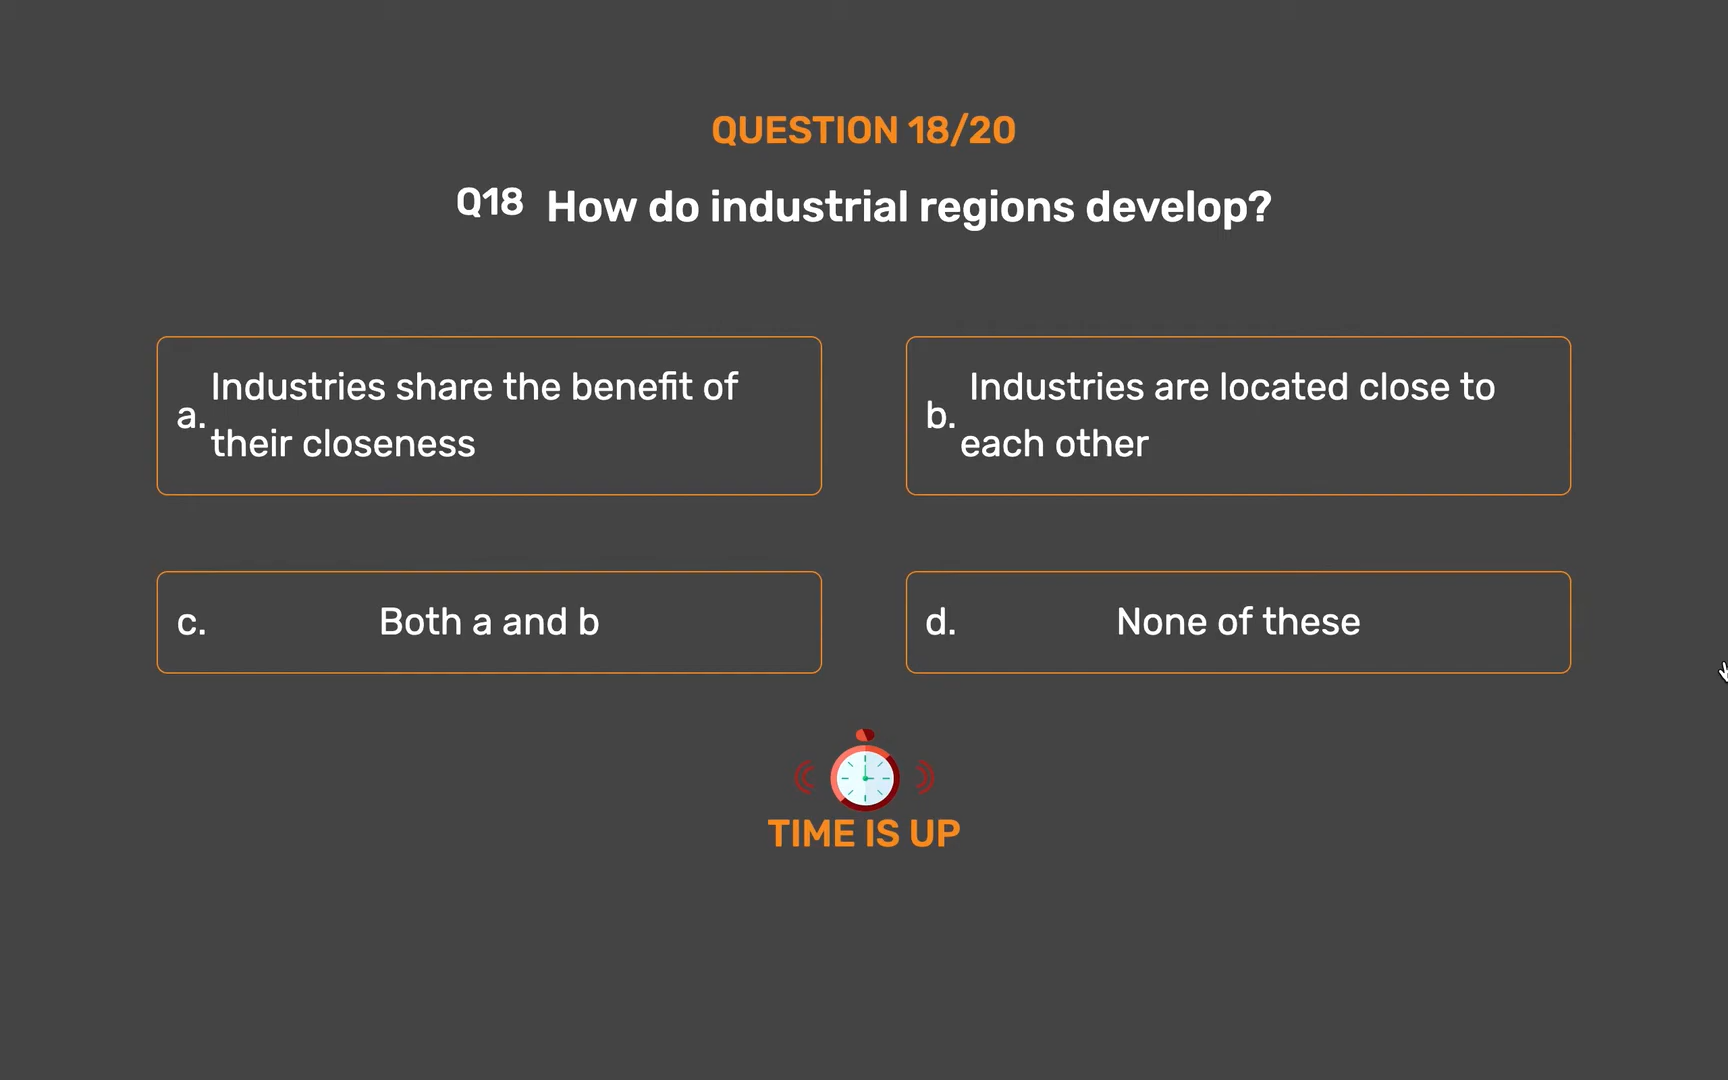 QUESTION 18/20
Q18 How do industrial regions develop?
a. Industries share the benefit of
their closeness
b. Industries are located close to
each other
c. Both a and b
d. None of these
TIME IS UP